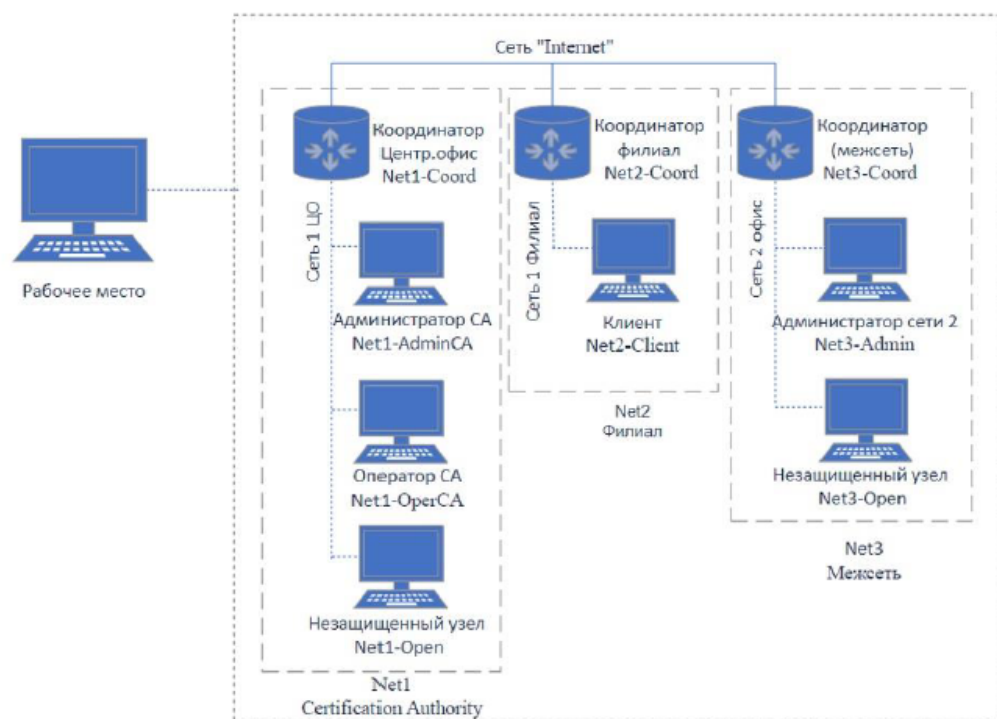 Сеть "Internet"
Координатор
Центр.офис
Net1-Coord
Координатор
филиал
Net2-Coord
Координатор
(межсеть)
Net3-Coord
Рабочее место
Сеть 1 ЦО
Сеть 1 Филиал
Сеть 2 офис
Администратор СА
Net1-AdminCA
Клиент
Net2-Client
Администратор сети 2
Net3-Admin
Net2
Филиал
Оператор СА
Net1-OperCA
Незащищенный узел
Net3-Open
Net3
Межсеть
Незащищенный узел
Net1-Open
Net1
Certification Authority